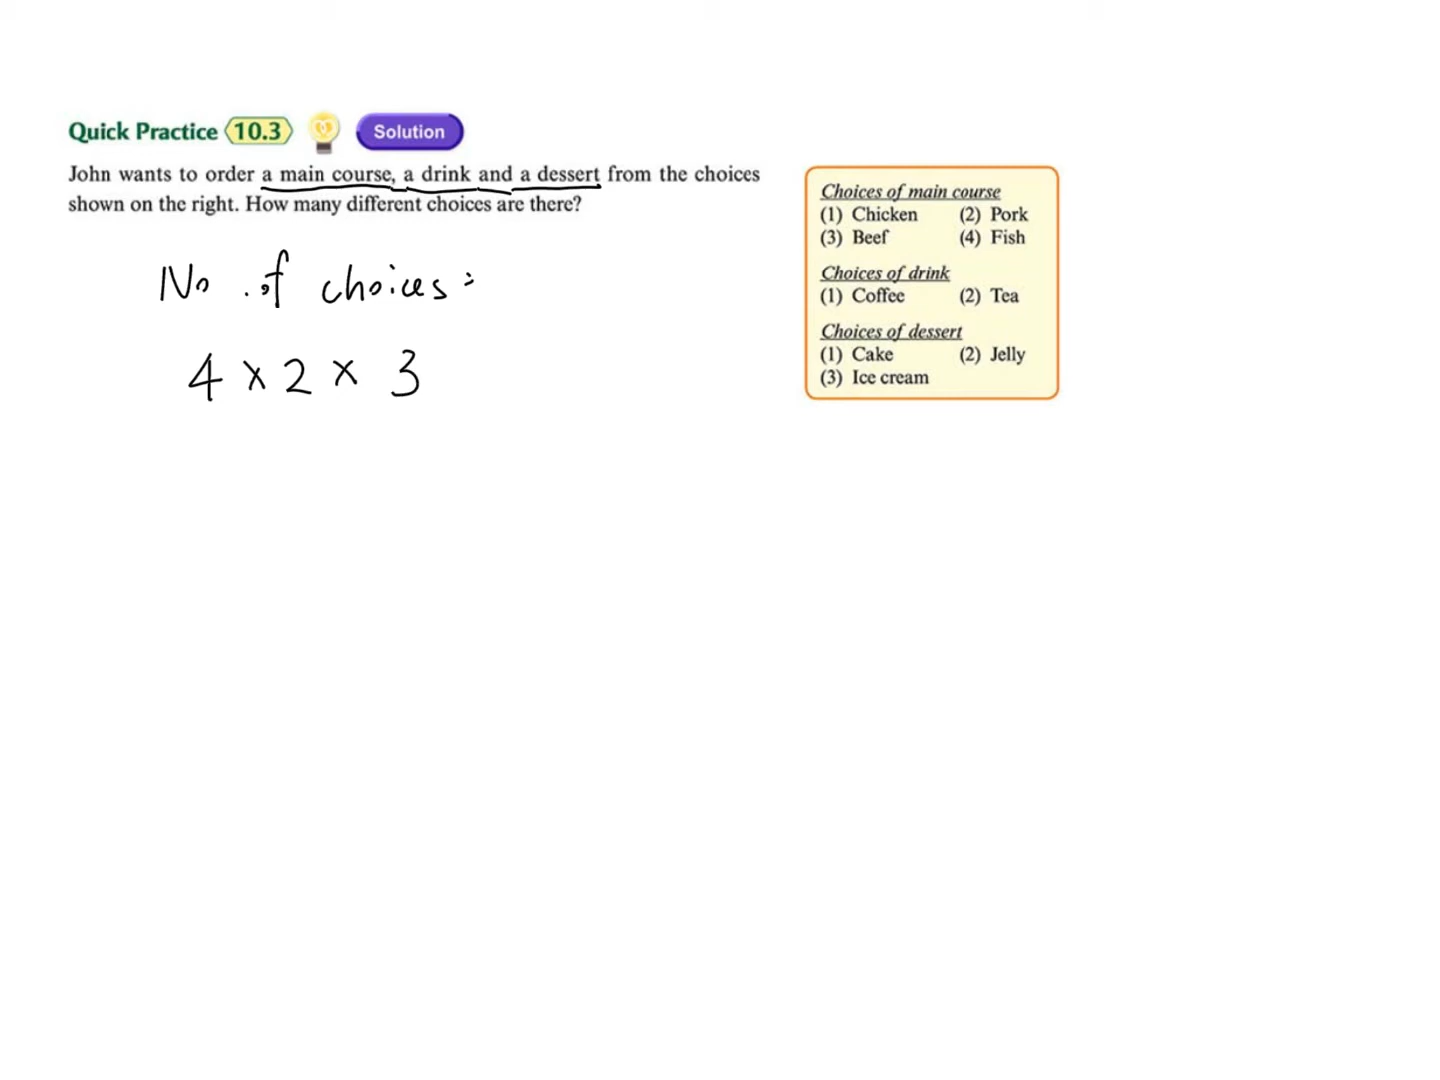 Quick Practice 10.3 Solution
John wants to order a main course, a drink and a dessert from the choices
shown on the right. How many different choices are there?
No. of choices:
4 × 2 × 3
Choices of main course
(1) Chicken (2) Pork
(3) Beef (4) Fish
Choices of drink
(1) Coffee (2) Tea
Choices of dessert
(1) Cake (2) Jelly
(3) Ice cream